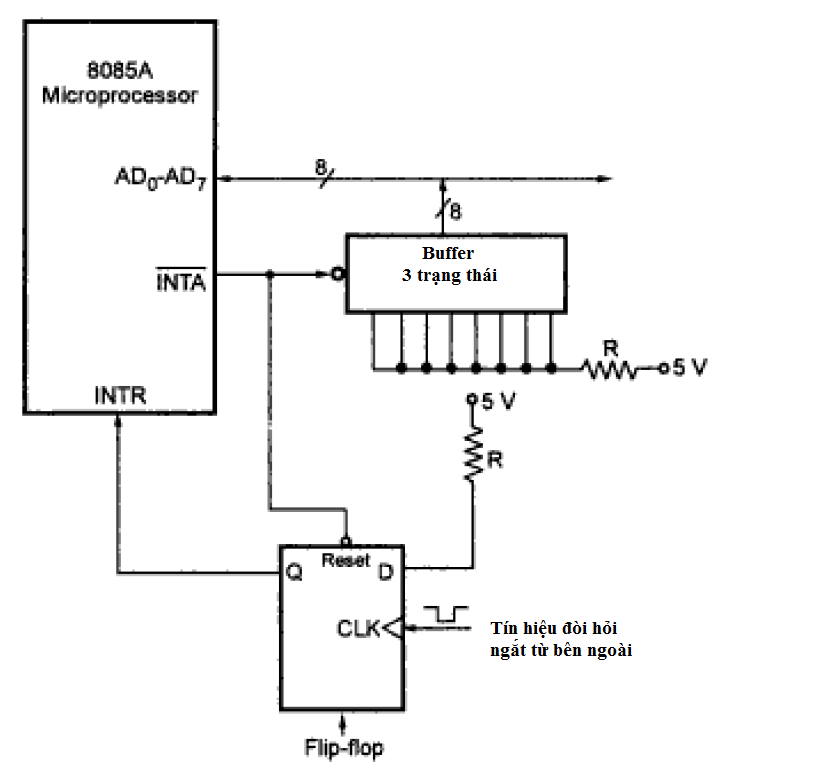 8085A
Microprocessor
AD0-AD7
8
8
Buffer
3 trạng thái
INTA
R
5 V
INTR
5 V
R
Reset
Q
D
CLK
Tín hiệu đòi hỏi
ngắt từ bên ngoài
Flip-flop